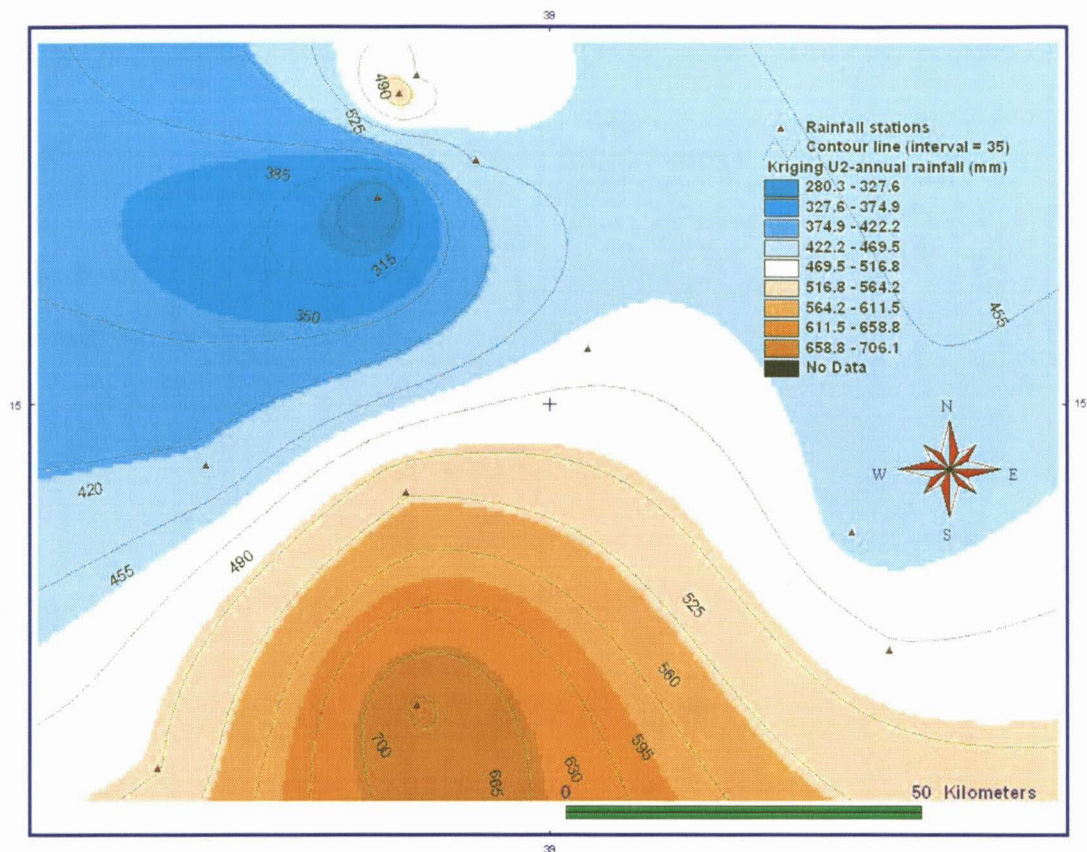 39
490
525
Rainfall stations
Contour line (interval = 35)
Kriging U2-annual rainfall (mm)
280.3 - 327.6
327.6 - 374.9
374.9 - 422.2
422.2 - 469.5
469.5 - 516.8
516.8 - 564.2
564.2 - 611.5
611.5 - 658.8
658.8 - 706.1
No Data
385
315
350
455
15
15
N
W
E
S
420
455
490
525
560
595
630
665
700
0
50 Kilometers
39